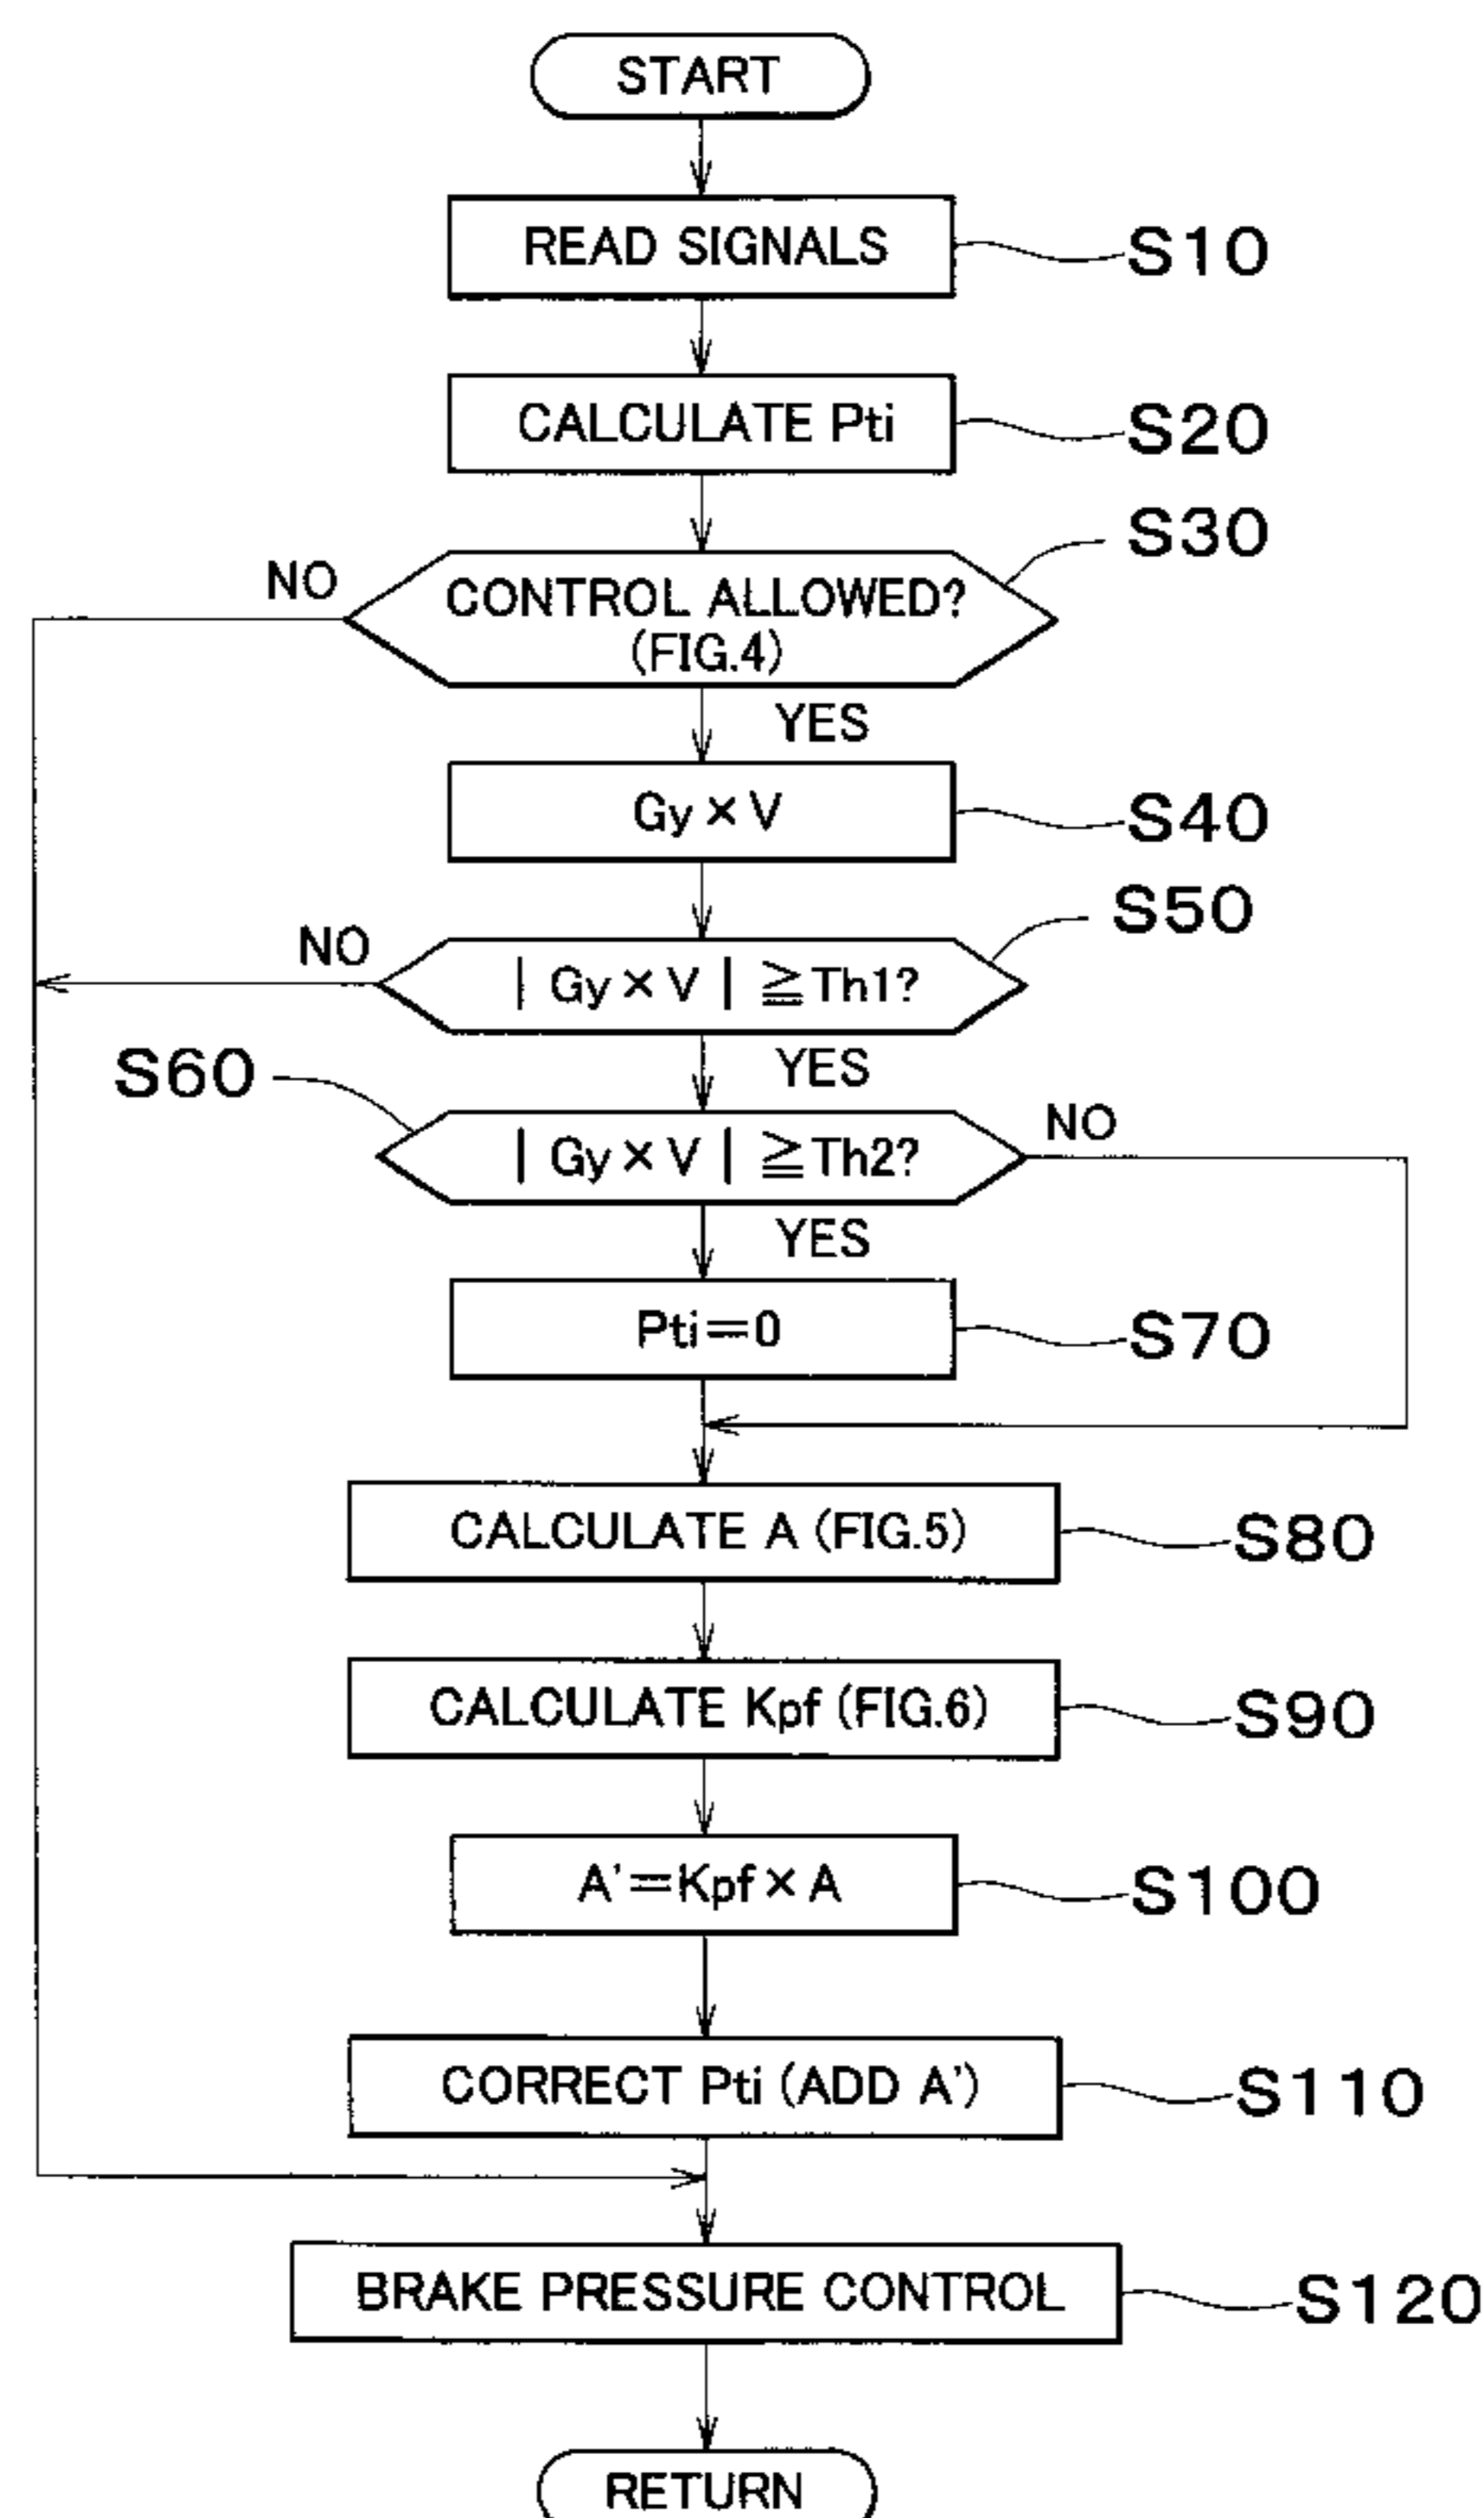 START
READ SIGNALS
S10
CALCULATE Pti
S20
S30
NO
CONTROL ALLOWED?
(FIG.4)
YES
Gy×V
S40
S50
NO
| Gy×V | ≧Th1?
YES
S60
NO
| Gy×V | ≧Th2?
YES
Pti=0
S70
CALCULATE A (FIG.5)
S80
CALCULATE Kpf (FIG.6)
S90
A'=Kpf×A
S100
CORRECT Pti (ADD A')
S110
BRAKE PRESSURE CONTROL
S120
RETURN